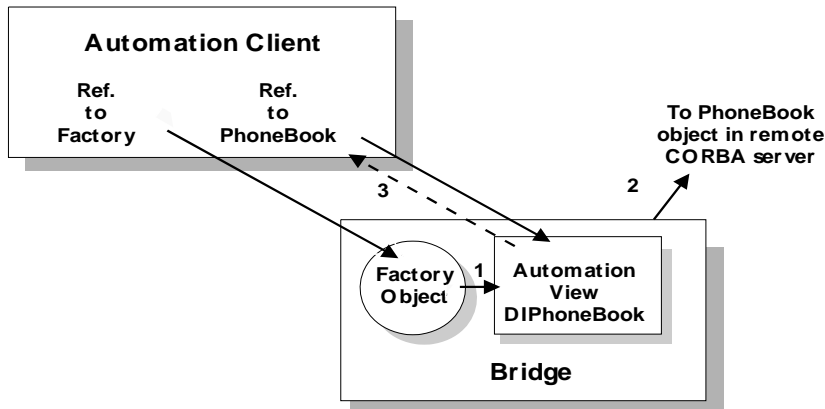 Automation Client
Ref.
to
Factory
Ref.
to
PhoneBook
To PhoneBook
object in remote
CORBA server
3
2
Factory
Object
1
Automation
View
DIPhoneBook
Bridge